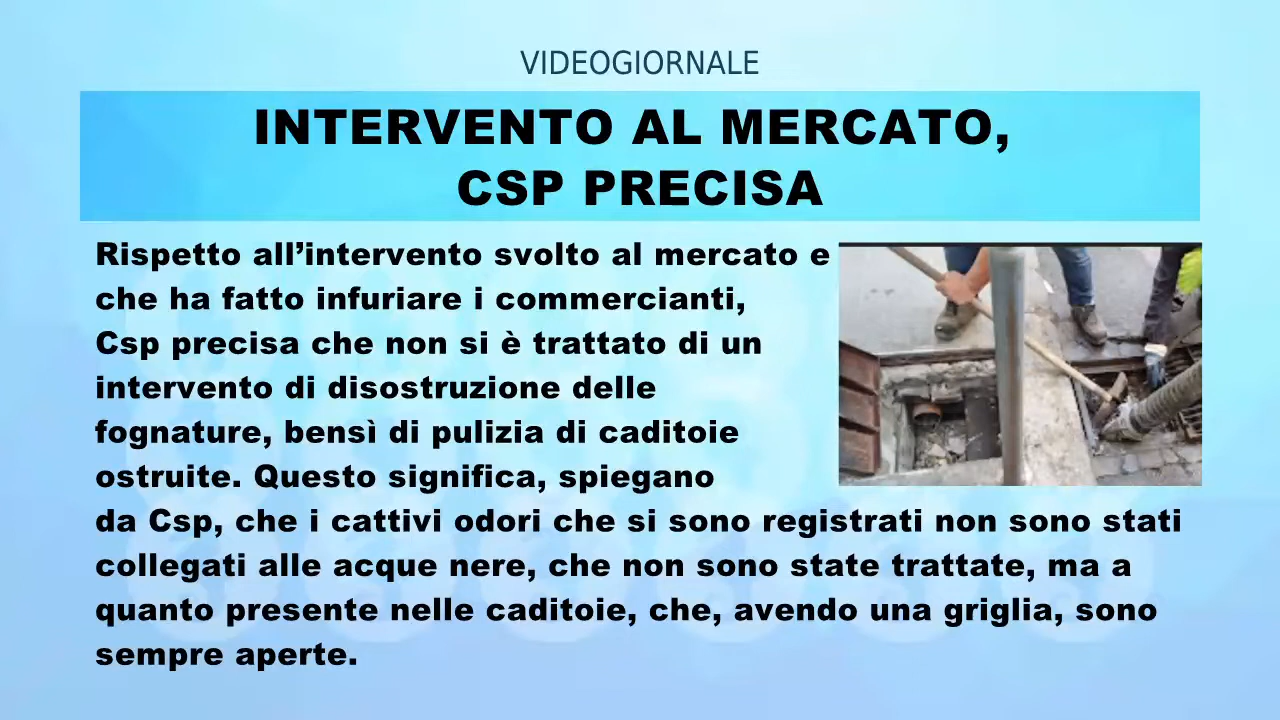 VIDEOGIORNALE
INTERVENTO AL MERCATO,
CSP PRECISA
Rispetto all’intervento svolto al mercato e
che ha fatto infuriare i commercianti,
Csp precisa che non si è trattato di un
intervento di disostruzione delle
fognature, bensì di pulizia di caditoie
ostruite. Questo significa, spiegano
da Csp, che i cattivi odori che si sono registrati non sono stati
collegati alle acque nere, che non sono state trattate, ma a
quanto presente nelle caditoie, che, avendo una griglia, sono
sempre aperte.